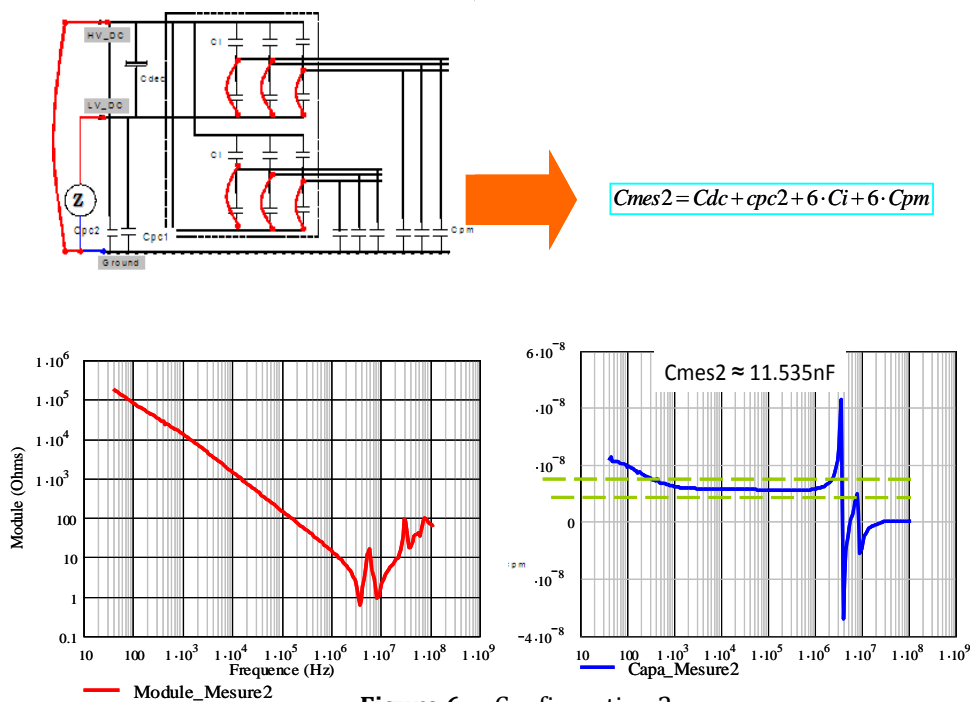 HV_DC
Ci
Cdec
LV_DC
Ci
Z
Cpc2
Cpc1
Cpm
Ground
Cmes2 = Cdc + cpc2 + 6·Ci + 6·Cpm
1·10^6
1·10^5
1·10^4
1·10^3
100
10
1
0.1
Module (Ohms)
10 100 1·10^3 1·10^4 1·10^5 1·10^6 1·10^7 1·10^8 1·10^9
Frequence (Hz)
Module_Mesure2
Cmes2 ≈ 11.535nF
6·10^-8
·10^-8
·10^-8
0
·10^-8
-4·10^-8
:pm
10 100 1·10^3 1·10^4 1·10^5 1·10^6 1·10^7 1·10^8 1·10^9
Capa_Mesure2